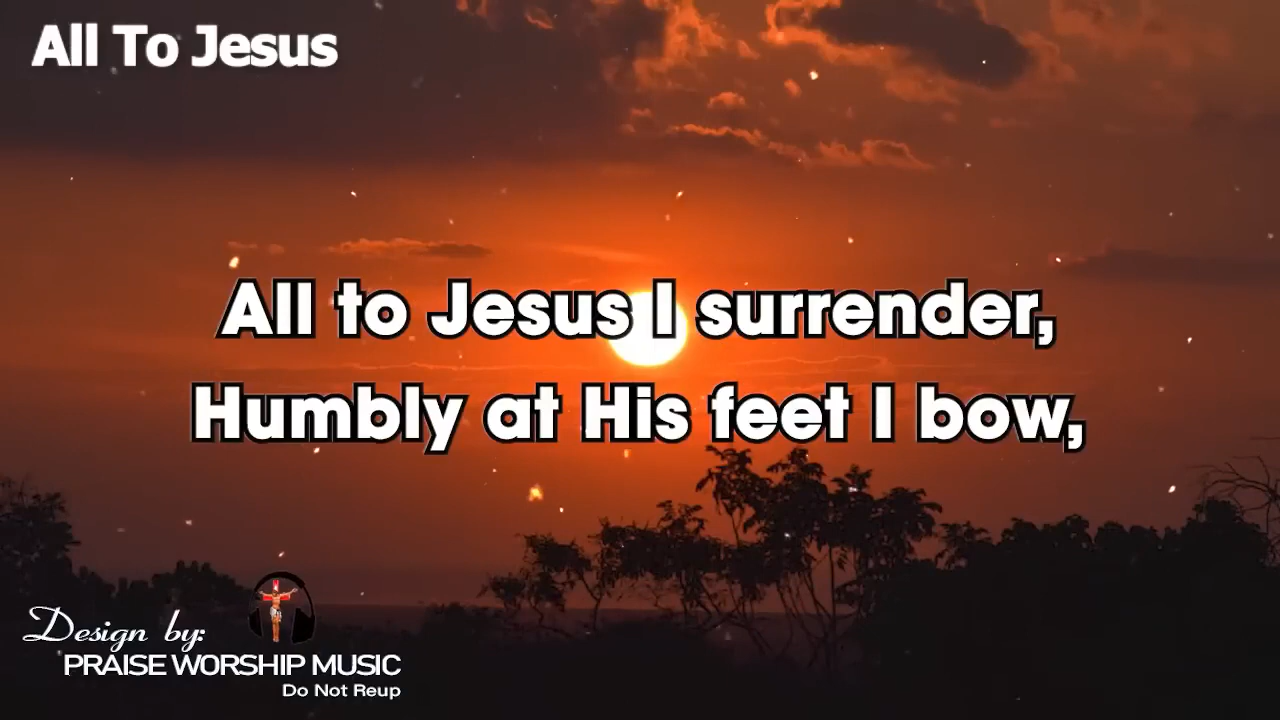 All To Jesus
All to Jesus I surrender,
Humbly at His feet I bow,
Design by:
PRAISE WORSHIP MUSIC
Do Not Reup